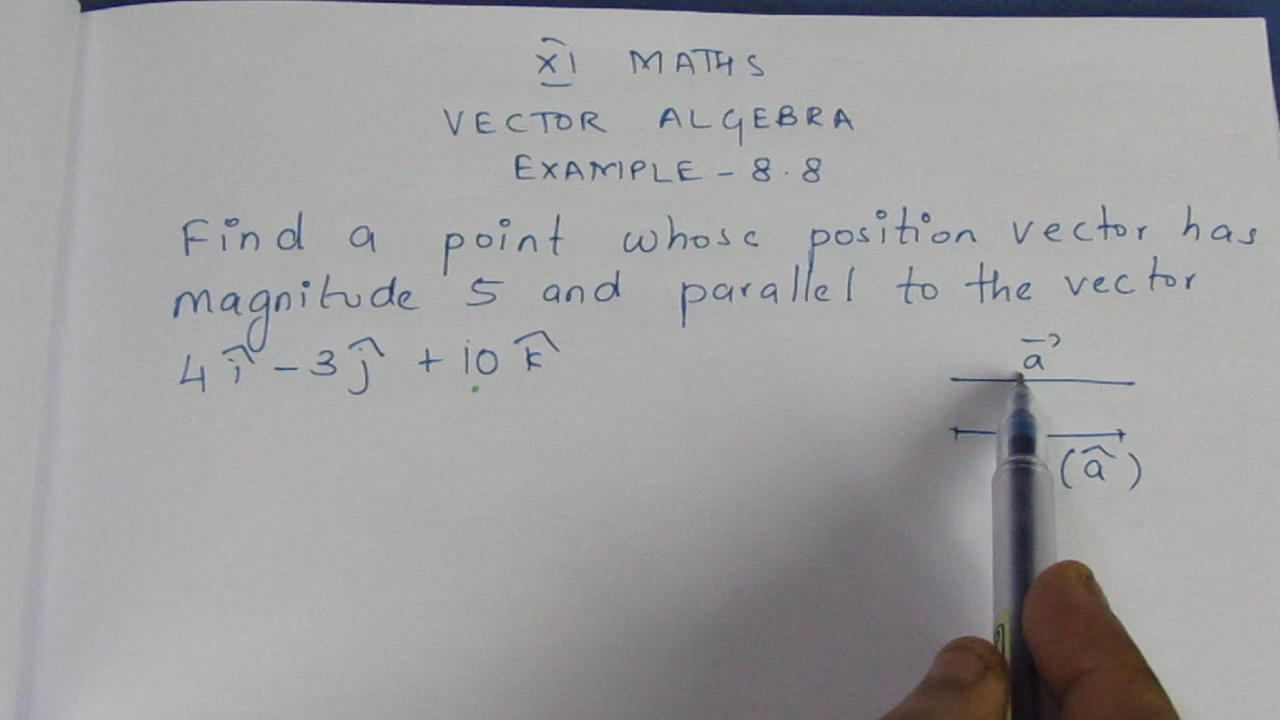 XI MATHS
VECTOR ALGEBRA
EXAMPLE - 8.8
Find a point whose position vector has
magnitude 5 and parallel to the vector
4î - 3ĵ + 10k̂
a⃗
(â)